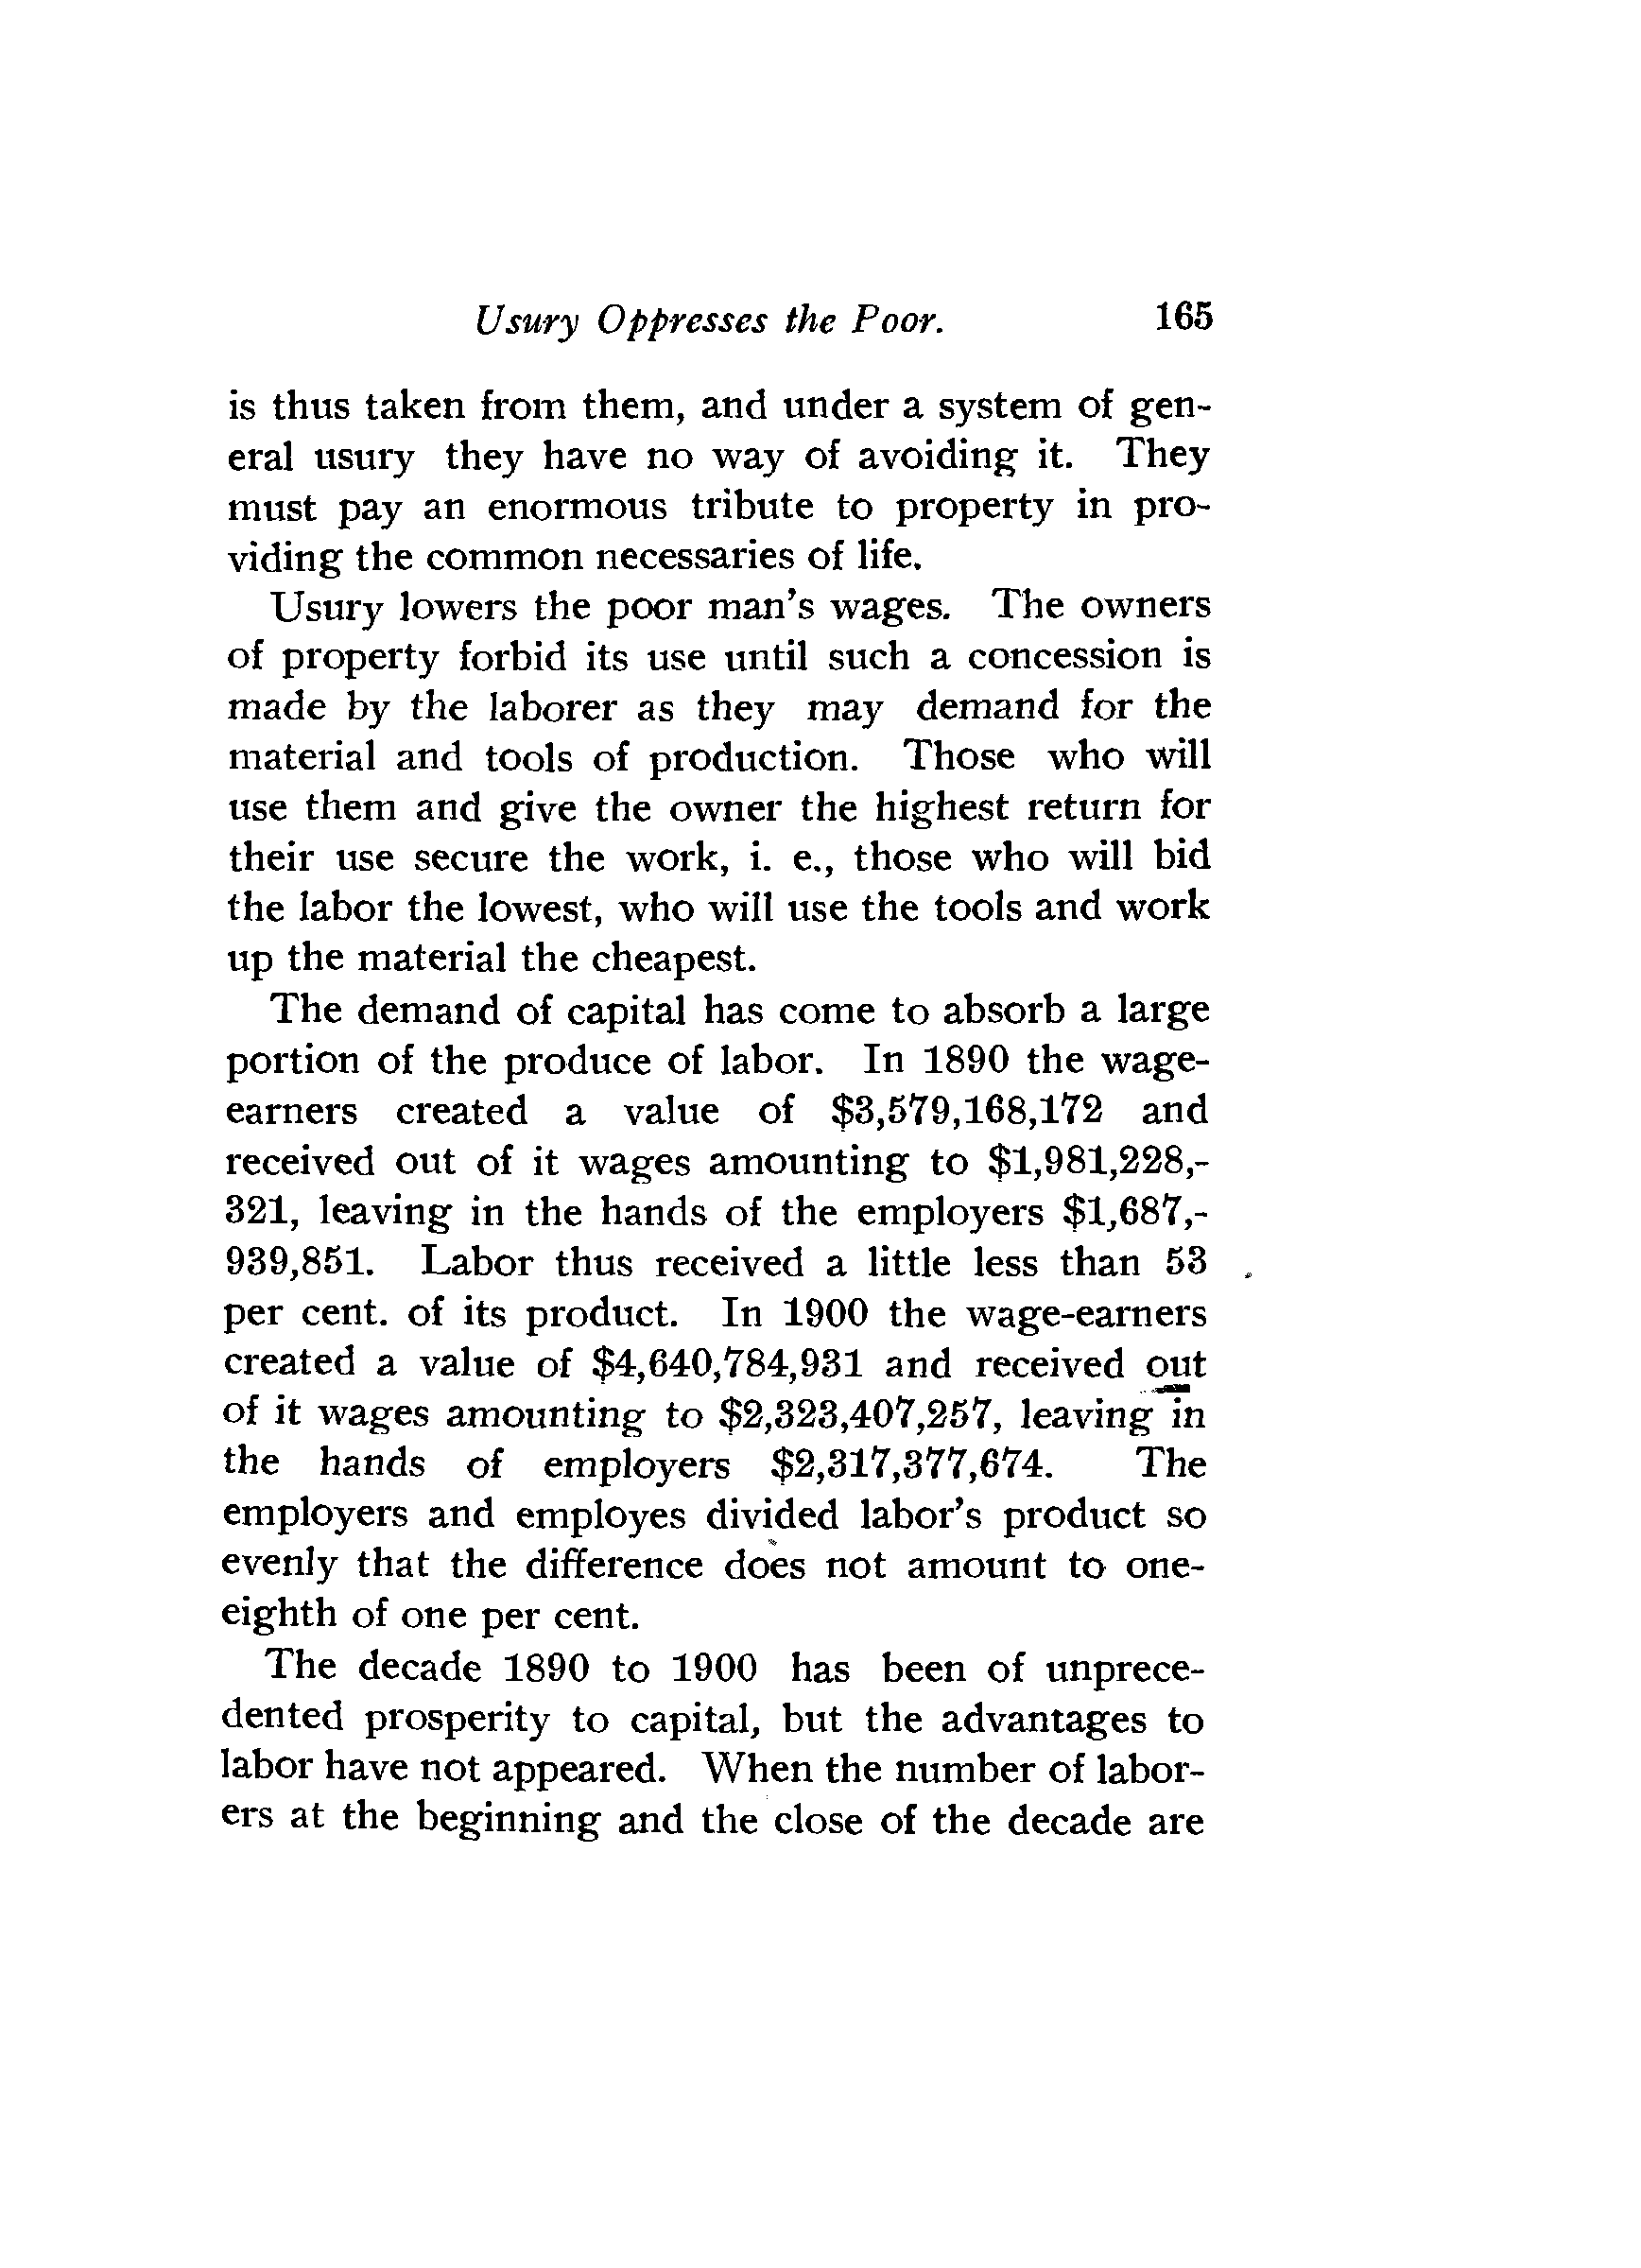 Usury Oppresses the Poor. 165
is thus taken from them, and under a system of gen-
eral usury they have no way of avoiding it. They
must pay an enormous tribute to property in pro-
viding the common necessaries of life.
Usury lowers the poor man's wages. The owners
of property forbid its use until such a concession is
made by the laborer as they may demand for the
material and tools of production. Those who will
use them and give the owner the highest return for
their use secure the work, i. e., those who will bid
the labor the lowest, who will use the tools and work
up the material the cheapest.
The demand of capital has come to absorb a large
portion of the produce of labor. In 1890 the wage-
earners created a value of $3,579,168,172 and
received out of it wages amounting to $1,981,228,-
321, leaving in the hands of the employers $1,687,-
939,851. Labor thus received a little less than 53
per cent. of its product. In 1900 the wage-earners
created a value of $4,640,784,931 and received out
of it wages amounting to $2,323,407,257, leaving in
the hands of employers $2,317,377,674. The
employers and employes divided labor's product so
evenly that the difference does not amount to one-
eighth of one per cent.
The decade 1890 to 1900 has been of unprece-
dented prosperity to capital, but the advantages to
labor have not appeared. When the number of labor-
ers at the beginning and the close of the decade are